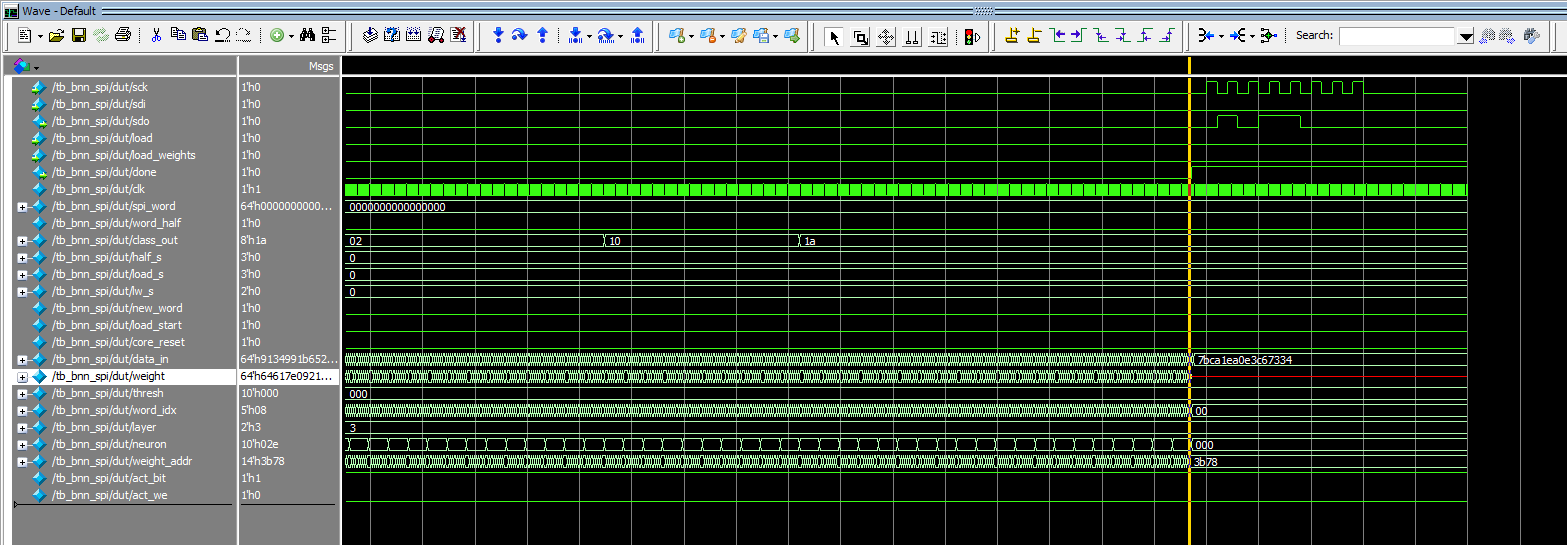 Wave - Default
Search:
Msgs
/tb_bnn_spi/dut/sck 1'h0
/tb_bnn_spi/dut/sdi 1'h0
/tb_bnn_spi/dut/sdo 1'h0
/tb_bnn_spi/dut/load 1'h0
/tb_bnn_spi/dut/load_weights 1'h0
/tb_bnn_spi/dut/done 1'h0
/tb_bnn_spi/dut/clk 1'h1
/tb_bnn_spi/dut/spi_word 64'h0000000000... 0000000000000000
/tb_bnn_spi/dut/word_half 1'h0
/tb_bnn_spi/dut/class_out 8'h1a 02 10 1a
/tb_bnn_spi/dut/half_s 3'h0 0
/tb_bnn_spi/dut/load_s 3'h0 0
/tb_bnn_spi/dut/lw_s 2'h0 0
/tb_bnn_spi/dut/new_word 1'h0
/tb_bnn_spi/dut/load_start 1'h0
/tb_bnn_spi/dut/core_reset 1'h0
/tb_bnn_spi/dut/data_in 64'h9134991b652... 7bca1ea0e3c67334
/tb_bnn_spi/dut/weight 64'h64617e0921...
/tb_bnn_spi/dut/thresh 10'h000 000
/tb_bnn_spi/dut/word_idx 5'h08 00
/tb_bnn_spi/dut/layer 2'h3 3
/tb_bnn_spi/dut/neuron 10'h02e 000
/tb_bnn_spi/dut/weight_addr 14'h3b78 3b78
/tb_bnn_spi/dut/act_bit 1'h1
/tb_bnn_spi/dut/act_we 1'h0